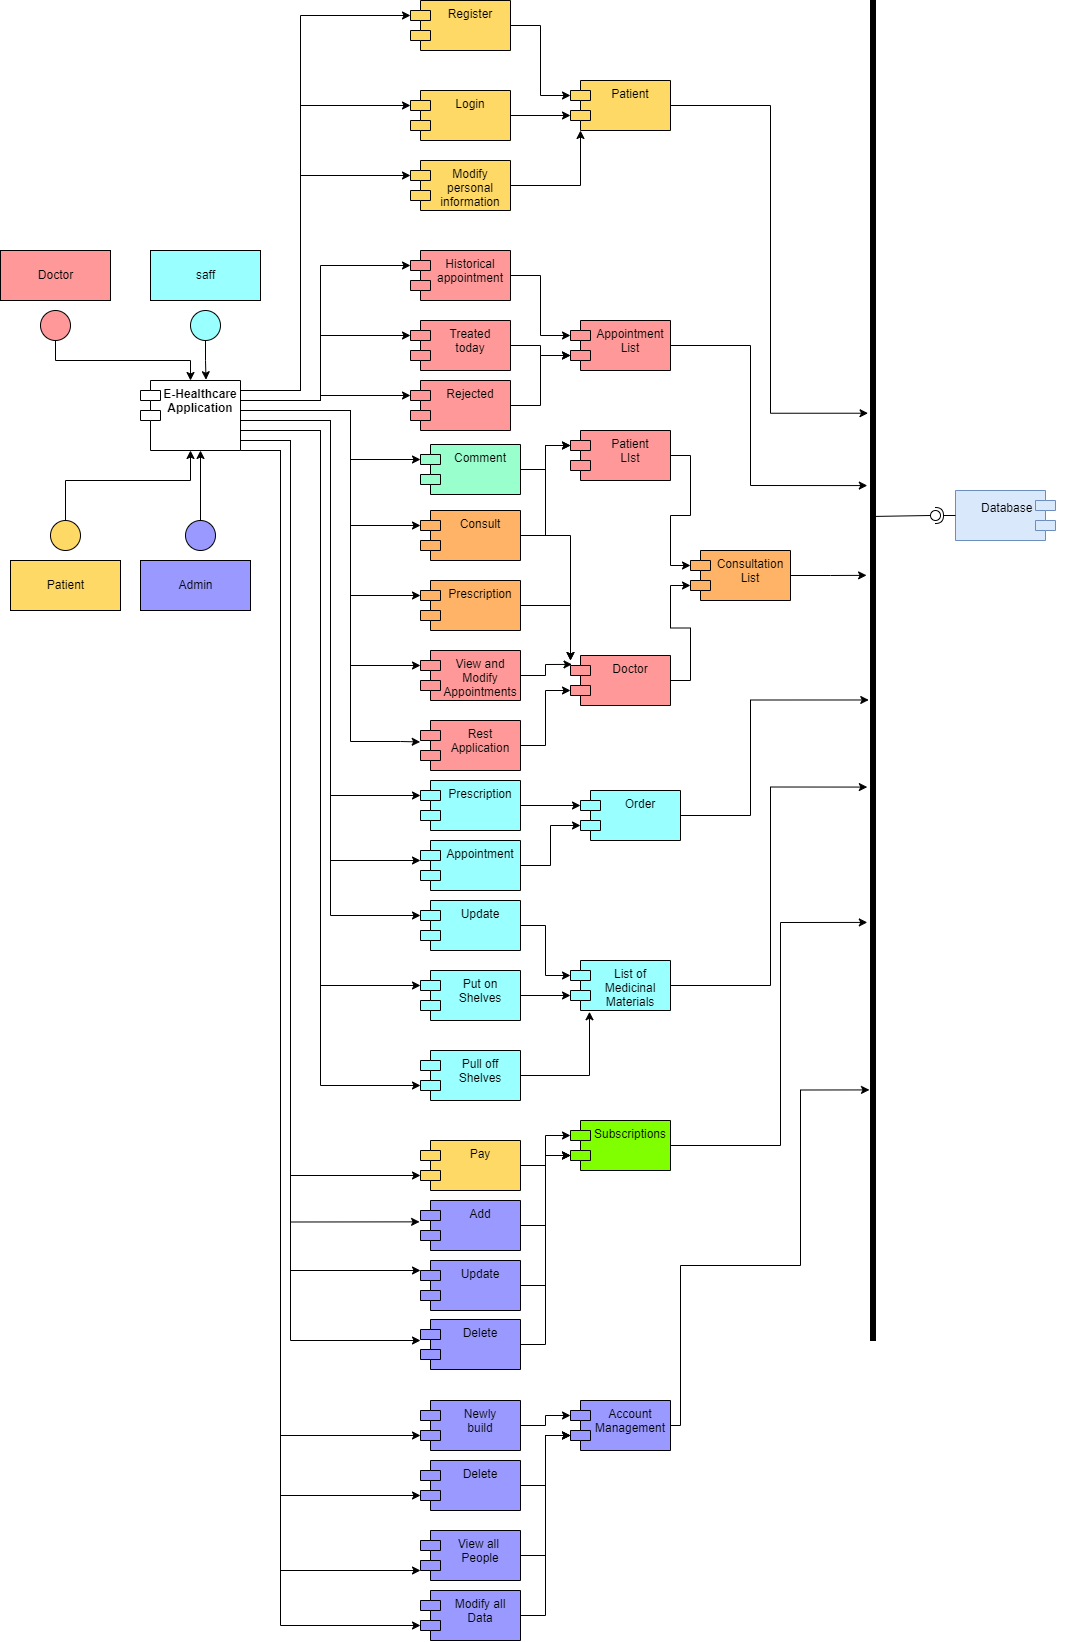 Register
Login
Patient
Modify
personal
information
Doctor
saff
Historical
appointment
Treated
today
Appointment
List
E-Healthcare
Application
Rejected
Patient
LIst
Comment
Consult
Database
Patient
Admin
Consultation
List
Prescription
View and
Modify
Appointments
Doctor
Rest
Application
Prescription
Order
Appointment
Update
List of
Medicinal
Materials
Put on
Shelves
Pull off
Shelves
Subscriptions
Pay
Add
Update
Delete
Newly
build
Account
Management
Delete
View all
People
Modify all
Data